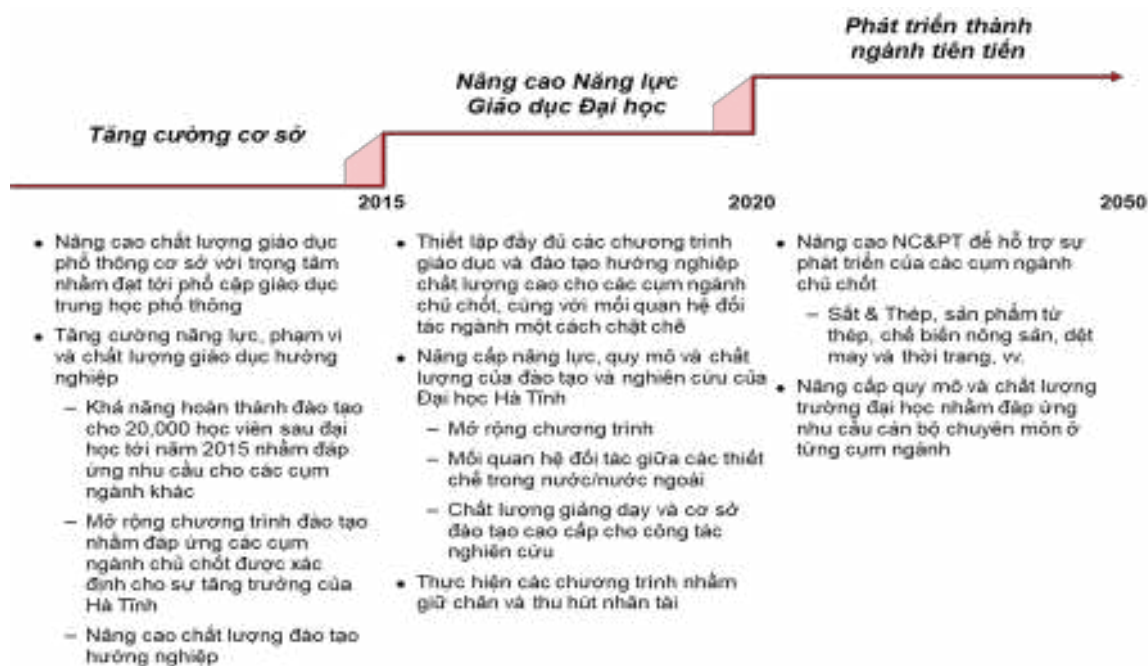 Phát triển thành
ngành tiên tiến
Nâng cao Năng lực
Giáo dục Đại học
Tăng cường cơ sở
2015
2020
2050
• Nâng cao chất lượng giáo dục
phổ thông cơ sở với trọng tâm
nhằm đạt tới phổ cập giáo dục
trung học phổ thông
• Tăng cường năng lực, phạm vi
và chất lượng giáo dục hướng
nghiệp
– Khả năng hoàn thành đào tạo
cho 20,000 học viên sau đại
học tới năm 2015 nhằm đáp
ứng nhu cầu cho các cụm
ngành khác
– Mở rộng chương trình đào tạo
nhằm đáp ứng các cụm
ngành chủ chốt được xác
định cho sự tăng trưởng của
Hà Tĩnh
– Nâng cao chất lượng đào tạo
hướng nghiệp
• Thiết lập đầy đủ các chương trình
giáo dục và đào tạo hướng nghiệp
chất lượng cao cho các cụm ngành
chủ chốt, cùng với mối quan hệ đối
tác ngành một cách chặt chẽ
• Nâng cấp năng lực, quy mô và chất
lượng của đào tạo và nghiên cứu của
Đại học Hà Tĩnh
– Mở rộng chương trình
– Mối quan hệ đối tác giữa các thiết
chế trong nước/nước ngoài
– Chất lượng giảng dạy và cơ sở
đào tạo cao cấp cho công tác
nghiên cứu
• Thực hiện các chương trình nhằm
giữ chân và thu hút nhân tài
• Nâng cao NC&PT để hỗ trợ sự
phát triển của các cụm ngành
chủ chốt
– Sắt & Thép, sản phẩm từ
thép, chế biến nông sản, dệt
may và thời trang, vv.
• Nâng cấp quy mô và chất lượng
trường đại học nhằm đáp ứng
nhu cầu cán bộ chuyên môn ở
từng cụm ngành